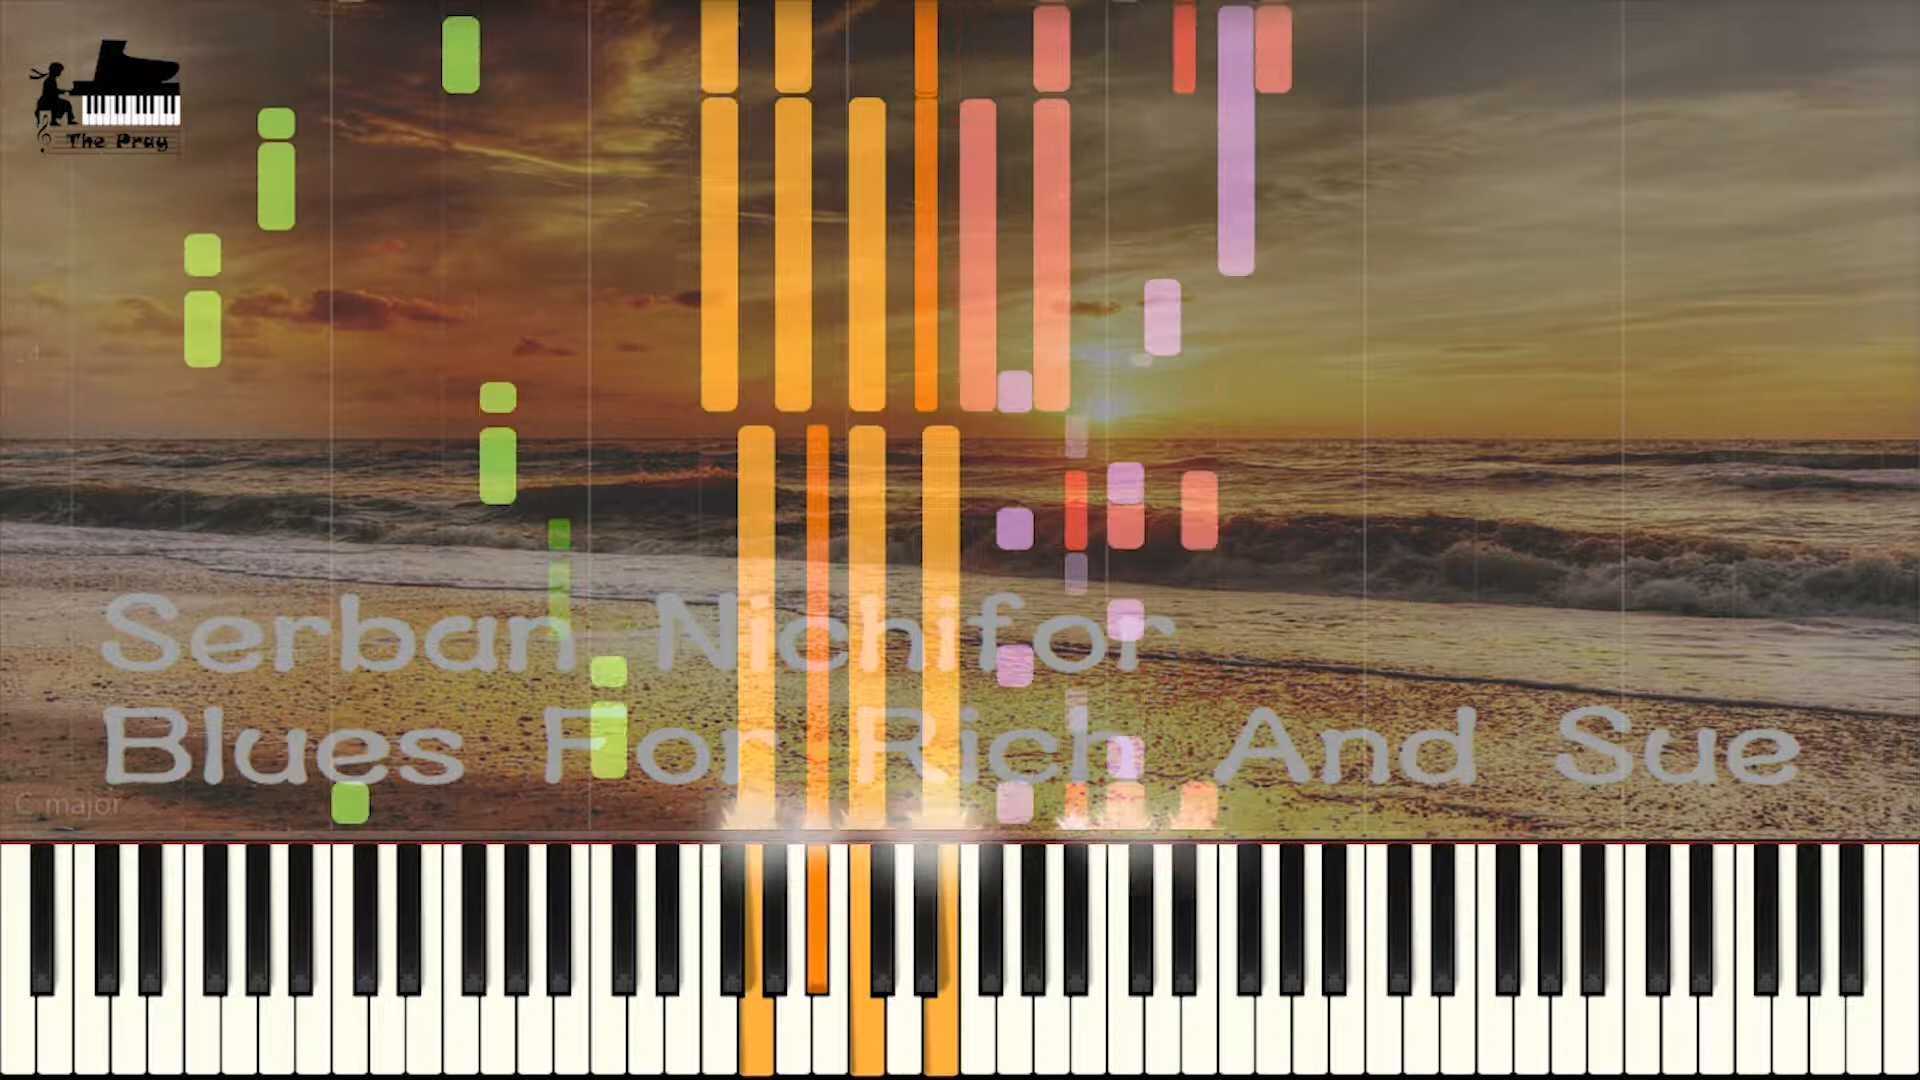 The Pray
Serban Nichifor
Blues For Rich And Sue
C major